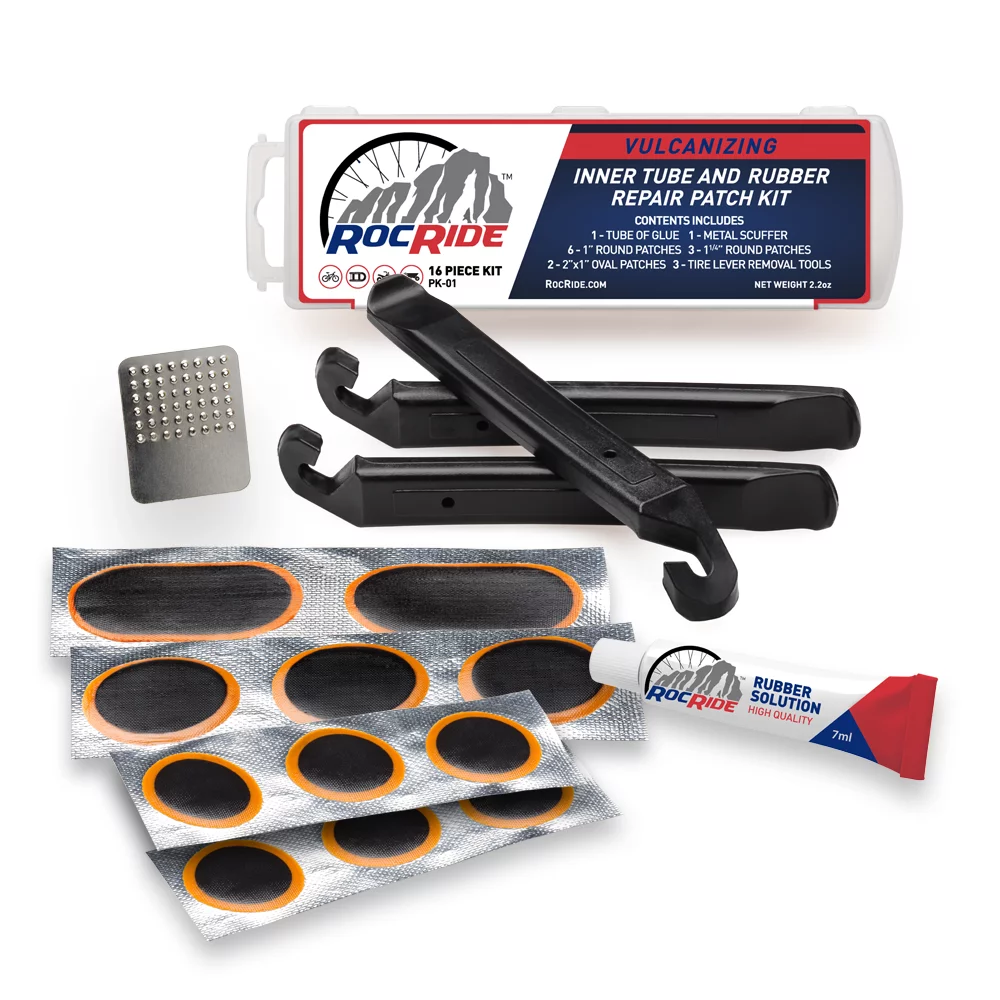 VULCANIZING
INNER TUBE AND RUBBER
REPAIR PATCH KIT
CONTENTS INCLUDES
1 - TUBE OF GLUE 1 - METAL SCUFFER
6 - 1" ROUND PATCHES 3 - 1¼" ROUND PATCHES
2 - 2"x1" OVAL PATCHES 3 - TIRE LEVER REMOVAL TOOLS
ROCRIDE.COM NET WEIGHT 2.2oz
ROCRIDE™
16 PIECE KIT
PK-01
ROCRIDE
RUBBER
SOLUTION
HIGH QUALITY
7ml